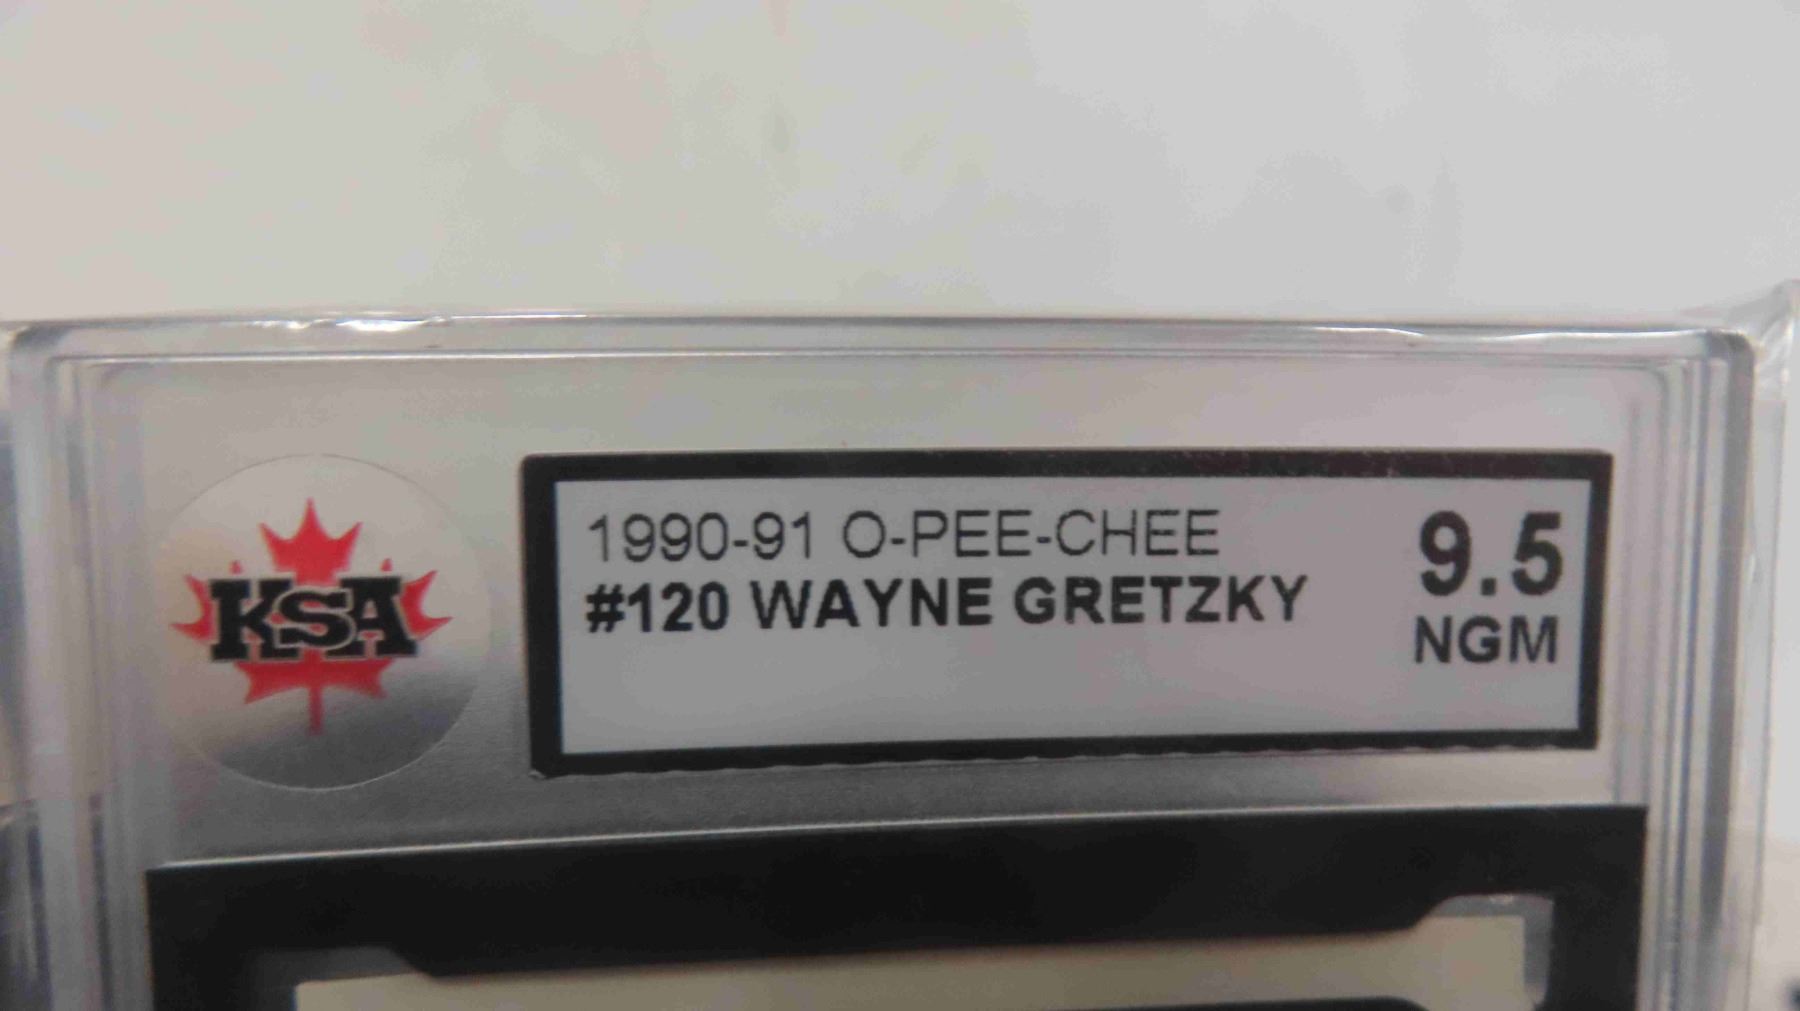 KSA
1990-91 O-PEE-CHEE
#120 WAYNE GRETZKY
9.5
NGM